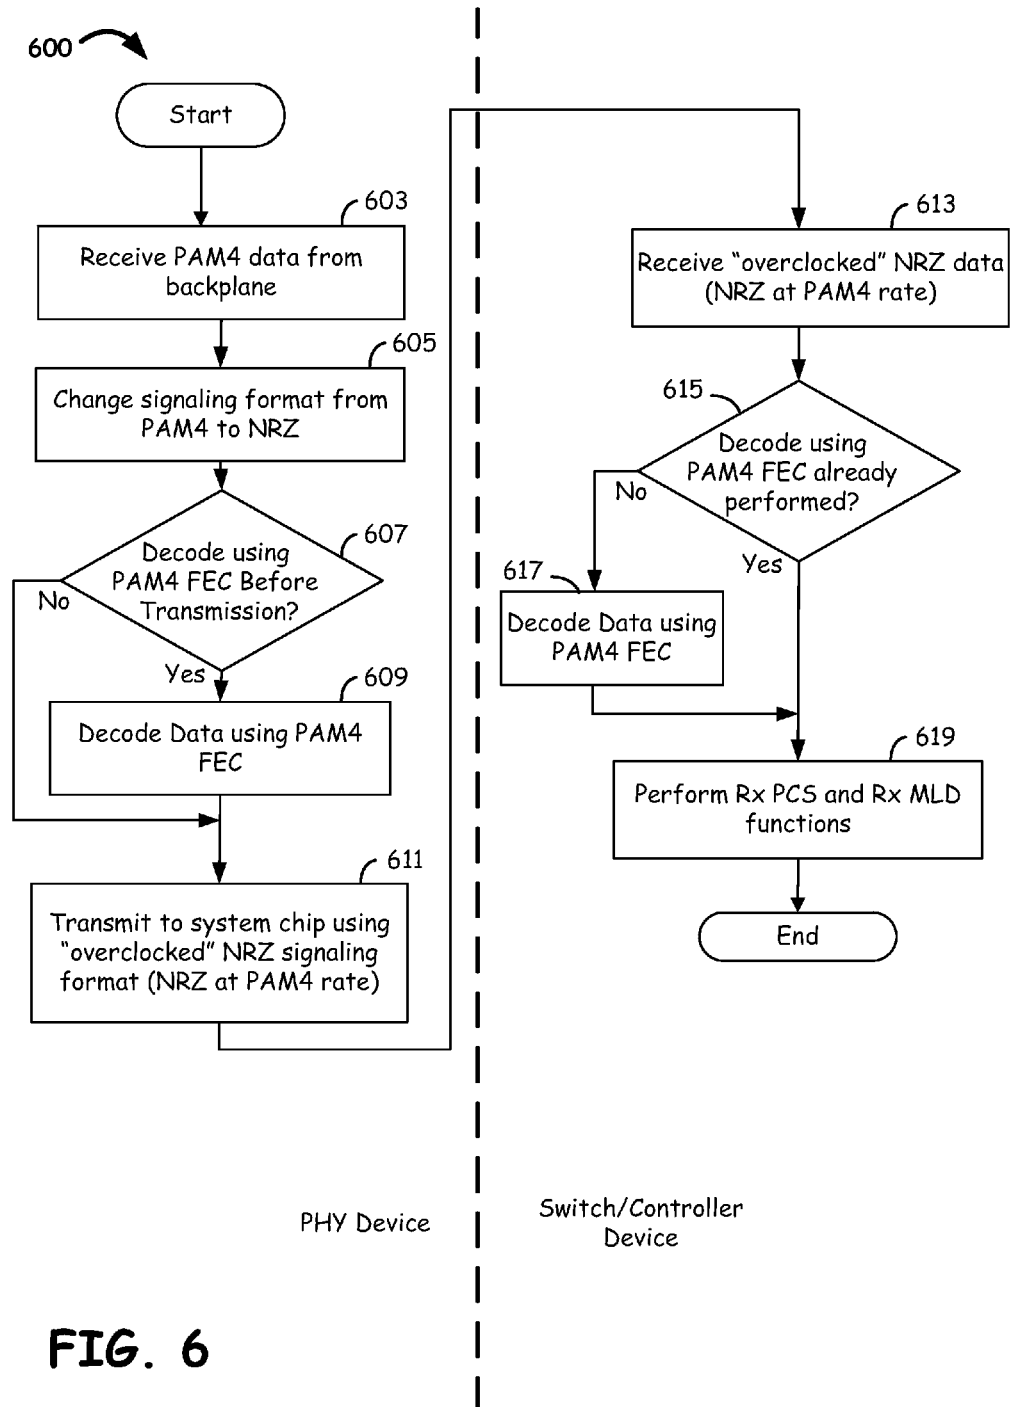 600
Start
603
Receive PAM4 data from
backplane
605
Change signaling format from
PAM4 to NRZ
607
Decode using
PAM4 FEC Before
Transmission?
No
Yes
609
Decode Data using PAM4
FEC
611
Transmit to system chip using
“overclocked” NRZ signaling
format (NRZ at PAM4 rate)
613
Receive “overclocked” NRZ data
(NRZ at PAM4 rate)
615
Decode using
PAM4 FEC already
performed?
No
Yes
617
Decode Data using
PAM4 FEC
619
Perform Rx PCS and Rx MLD
functions
End
PHY Device
Switch/Controller
Device
FIG. 6